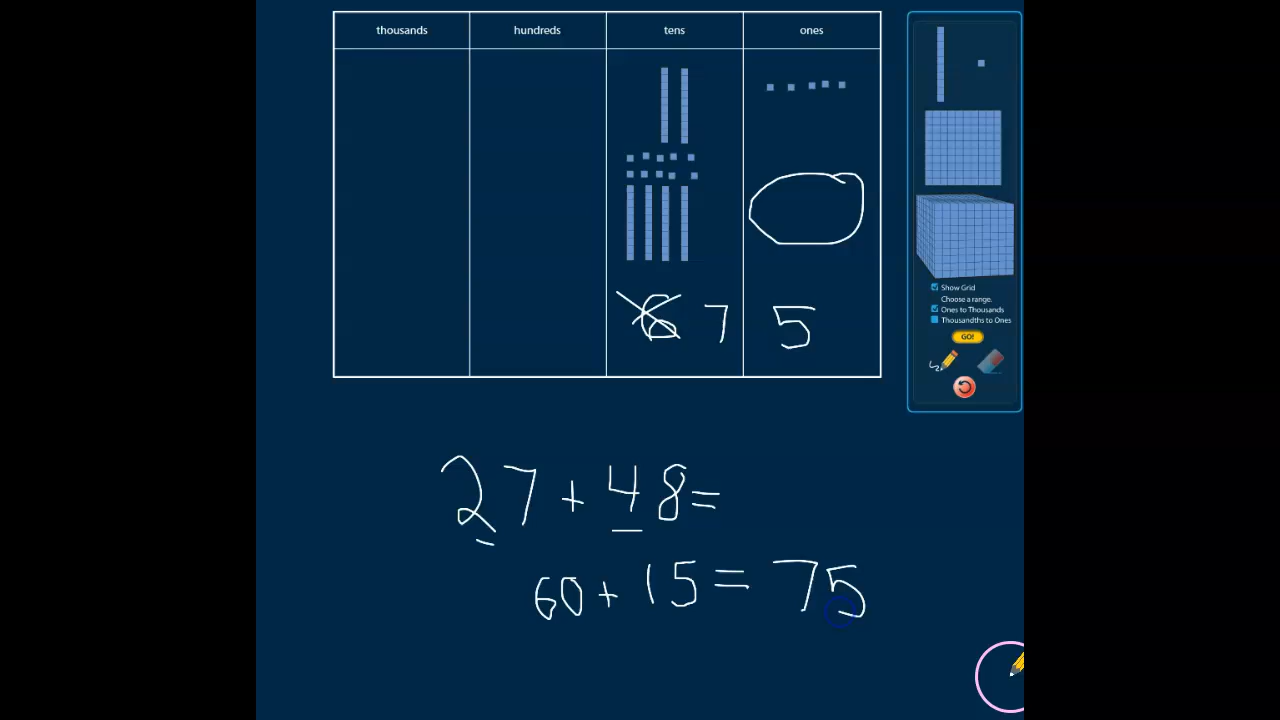 thousands hundreds tens ones
6 7 5
Show Grid
Choose a range.
Ones to Thousands
Thousandths to Ones
GO!
27 + 48 =
60 + 15 = 75